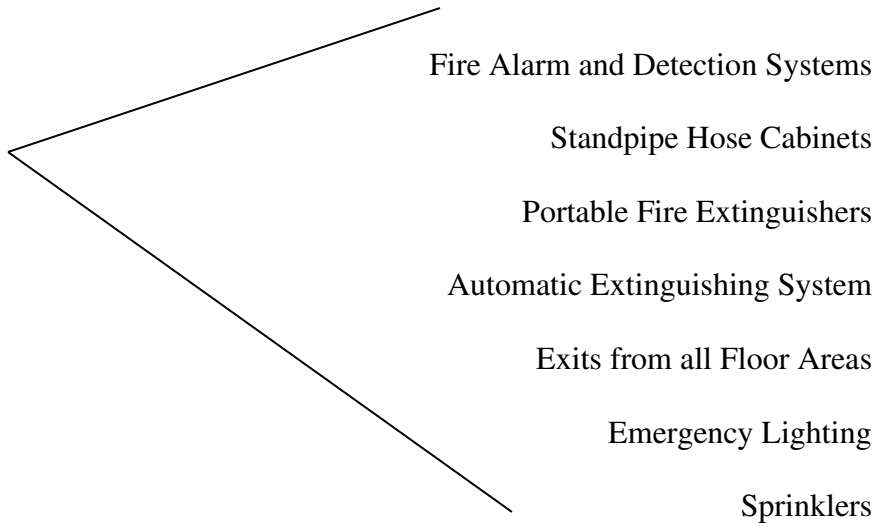 Fire Alarm and Detection Systems
Standpipe Hose Cabinets
Portable Fire Extinguishers
Automatic Extinguishing System
Exits from all Floor Areas
Emergency Lighting
Sprinklers